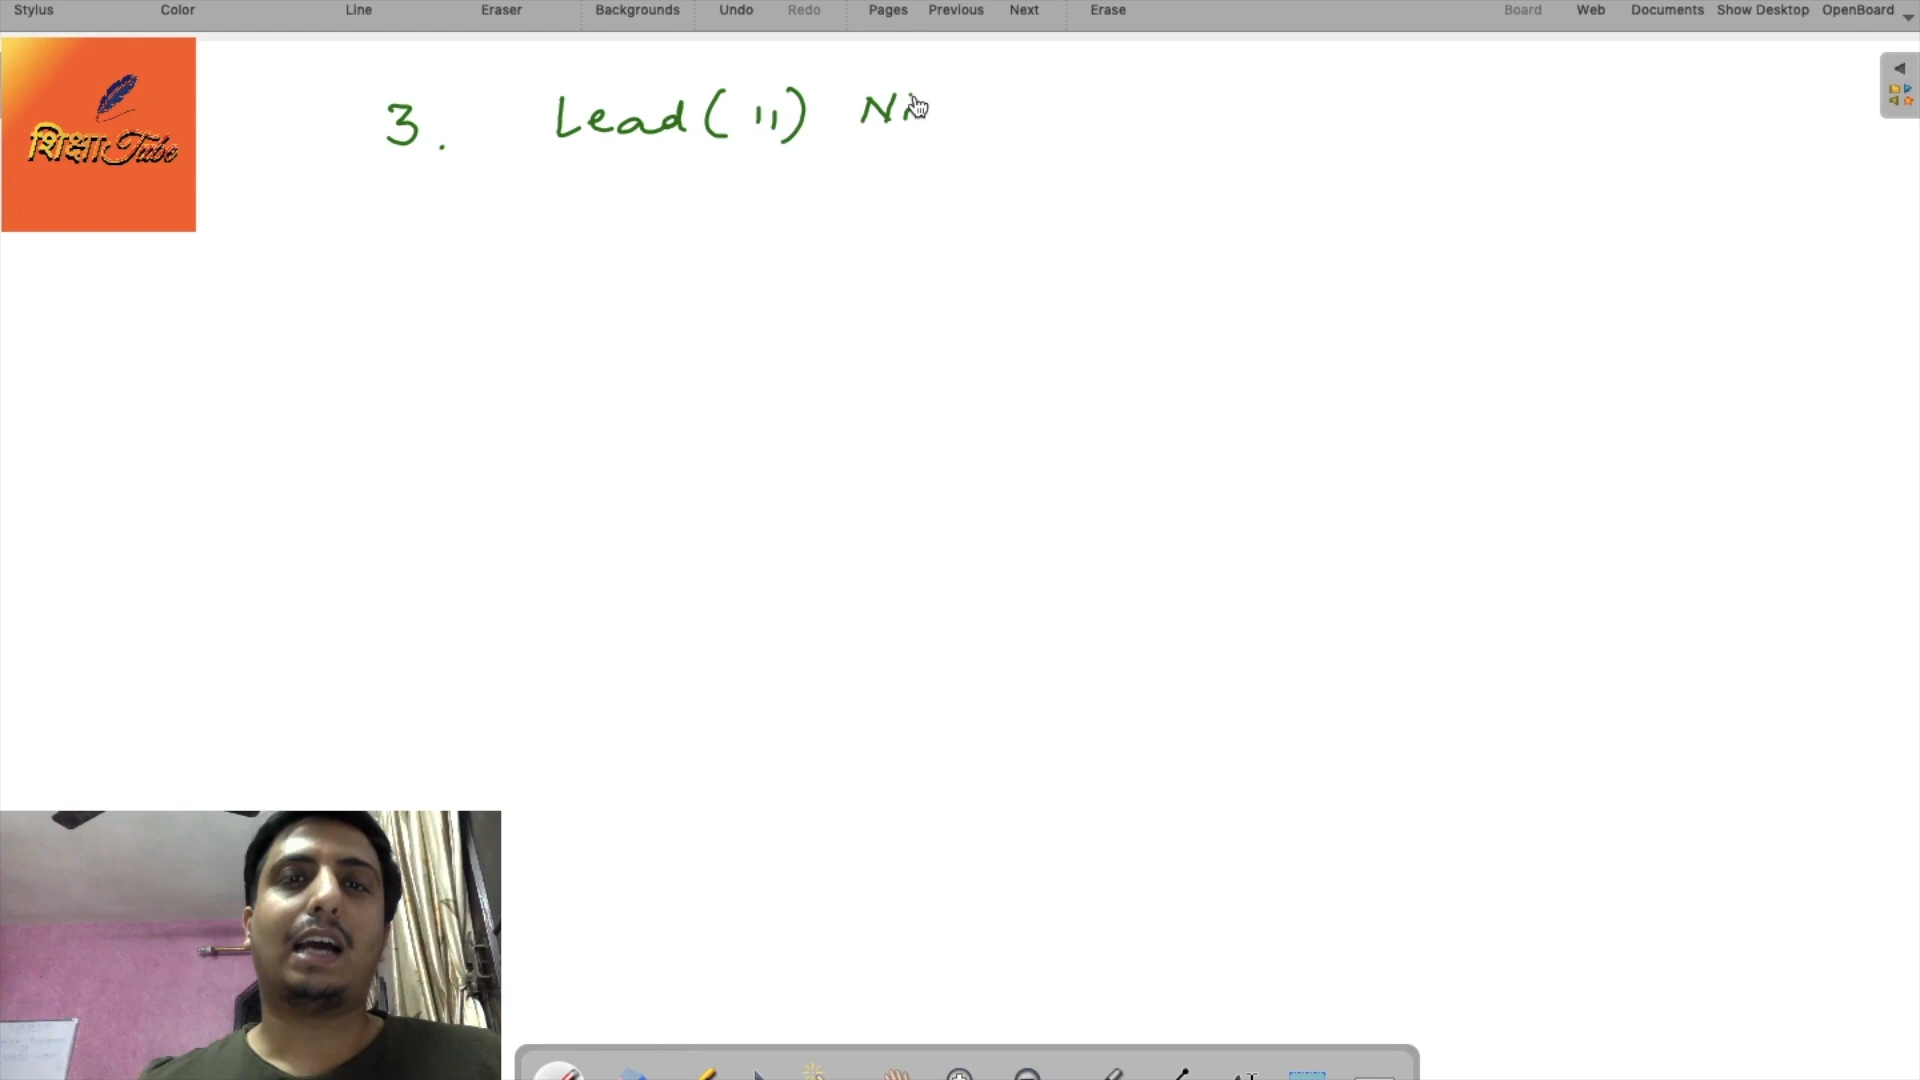 Stylus Color Line Eraser Backgrounds Undo Redo Pages Previous Next Erase Board Web Documents Show Desktop OpenBoard
शिक्षा Tube
3. Lead (II)